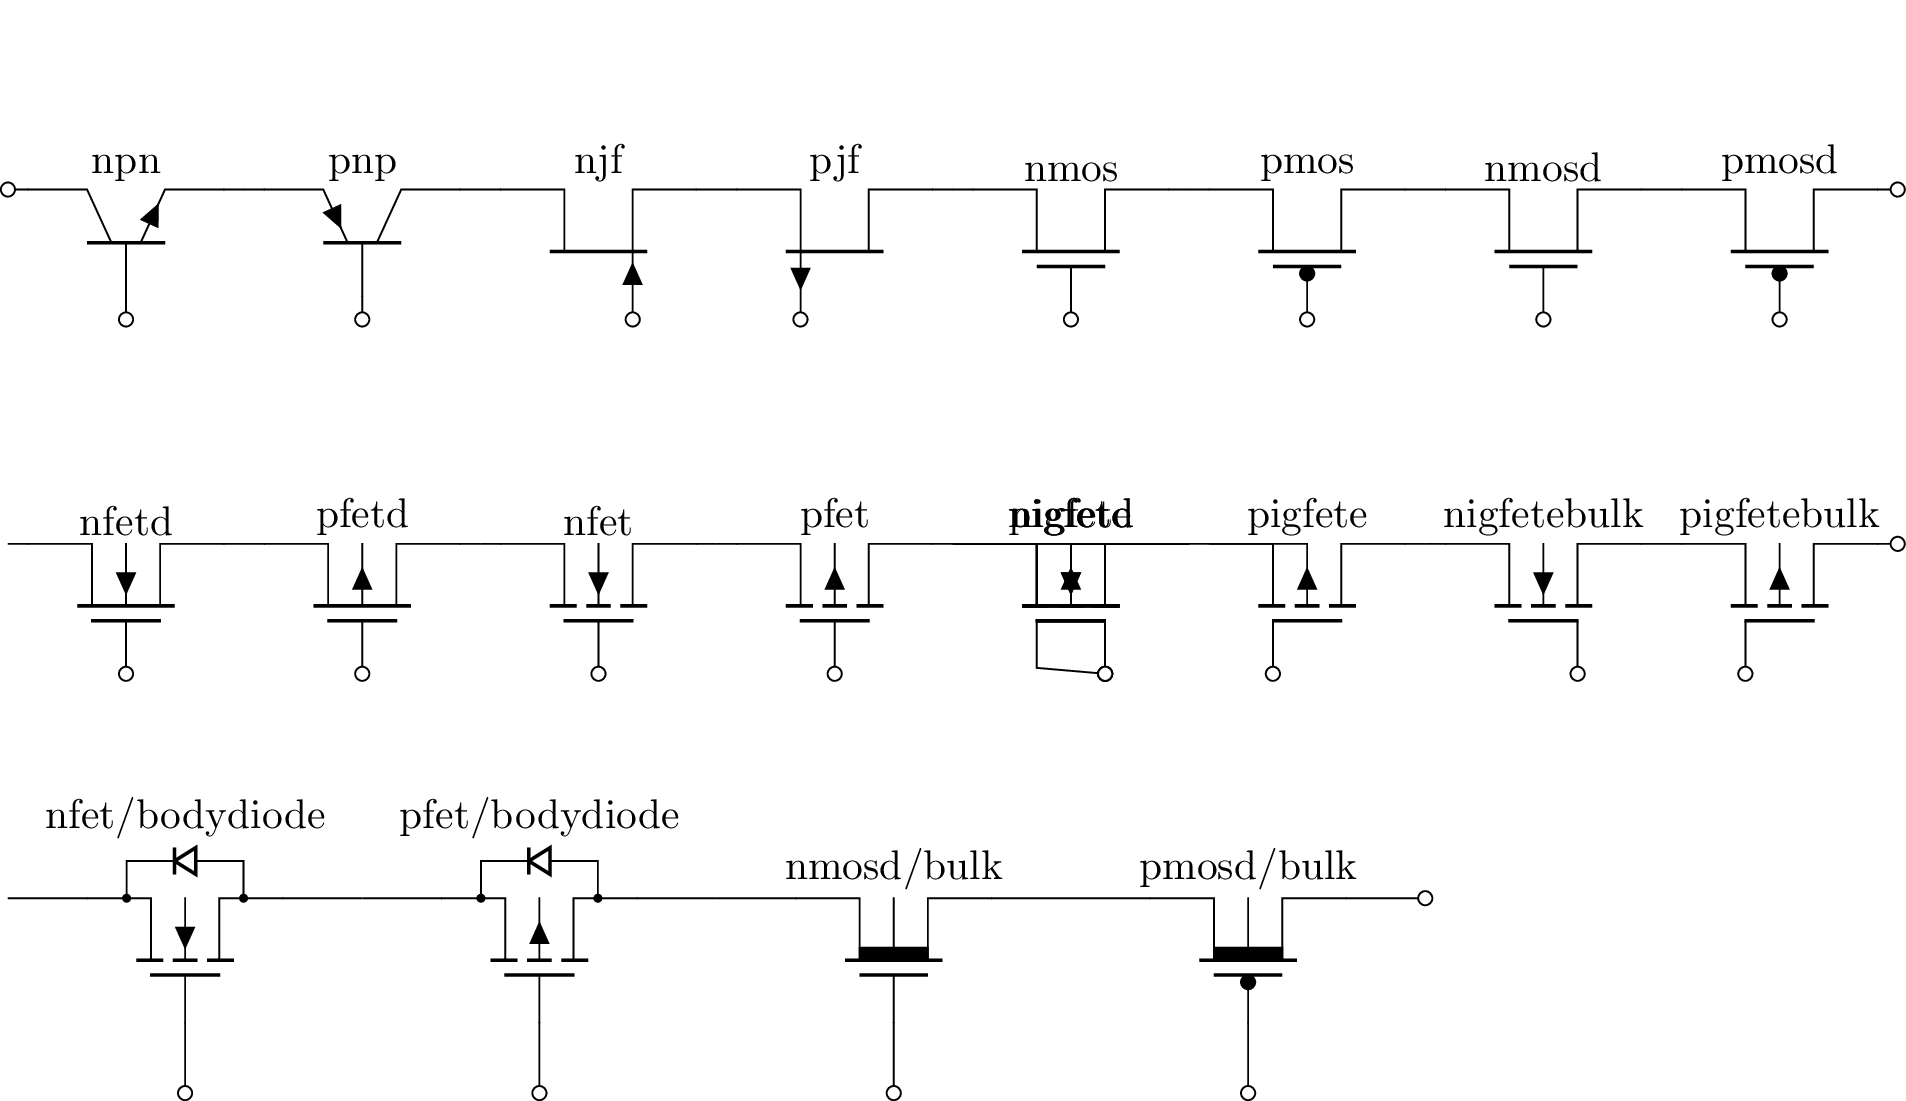 npn pnp njf pjf nmos pmos nmosd pmosd
nfetd pfetd nfet pfet pigfete nigfetebulk pigfetebulk
nfet/bodydiode pfet/bodydiode nmosd/bulk pmosd/bulk